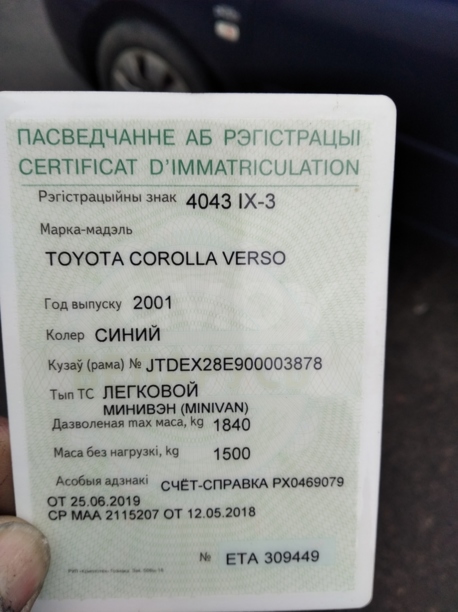 ПАСВЕДЧАННЕ АБ РЭГІСТРАЦЫІ
CERTIFICAT D'IMMATRICULATION
Рэгістрацыйны знак 4043 IX-3
Марка-мадэль
TOYOTA COROLLA VERSO
Год выпуску 2001
Колер СИНИЙ
Кузаў (рама) № JTDEX28E900003878
Тып ТС ЛЕГКОВОЙ
МИНИВЭН (MINIVAN)
Дазволеная max маса, kg 1840
Маса без нагрузкі, kg 1500
Асобыя адзнакі СЧЁТ-СПРАВКА РХ0469079
ОТ 25.06.2019
СР МАА 2115207 ОТ 12.05.2018
№ ЕТА 309449